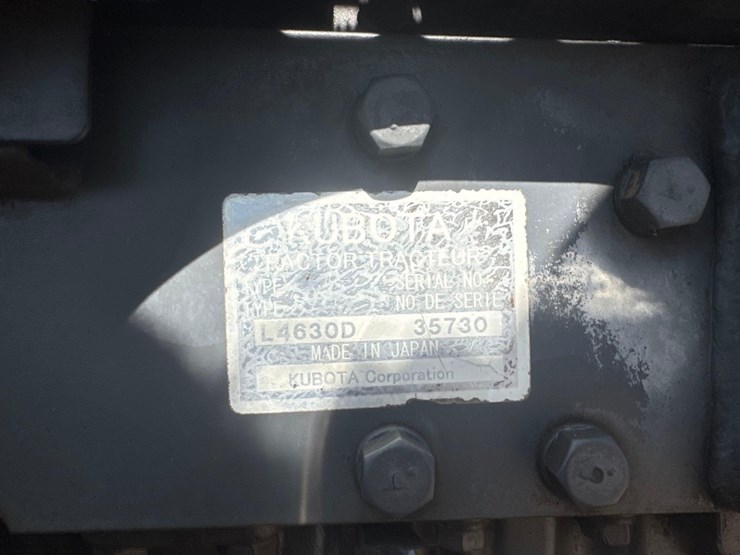 KUBOTA
TRACTOR TRACTEUR
TYPE SERIAL NO.
TYPE NO. DE SERIE
L4630D 35730
MADE IN JAPAN
KUBOTA Corporation